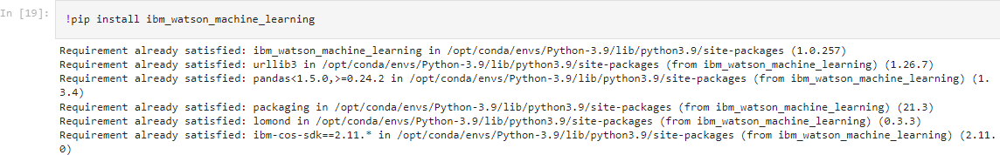 In [19]:
!pip install ibm_watson_machine_learning
Requirement already satisfied: ibm_watson_machine_learning in /opt/conda/envs/Python-3.9/lib/python3.9/site-packages (1.0.257)
Requirement already satisfied: urllib3 in /opt/conda/envs/Python-3.9/lib/python3.9/site-packages (from ibm_watson_machine_learning) (1.26.7)
Requirement already satisfied: pandas<1.5.0,>=0.24.2 in /opt/conda/envs/Python-3.9/lib/python3.9/site-packages (from ibm_watson_machine_learning) (1.
3.4)
Requirement already satisfied: packaging in /opt/conda/envs/Python-3.9/lib/python3.9/site-packages (from ibm_watson_machine_learning) (21.3)
Requirement already satisfied: lomond in /opt/conda/envs/Python-3.9/lib/python3.9/site-packages (from ibm_watson_machine_learning) (0.3.3)
Requirement already satisfied: ibm-cos-sdk==2.11.* in /opt/conda/envs/Python-3.9/lib/python3.9/site-packages (from ibm_watson_machine_learning) (2.11.
0)